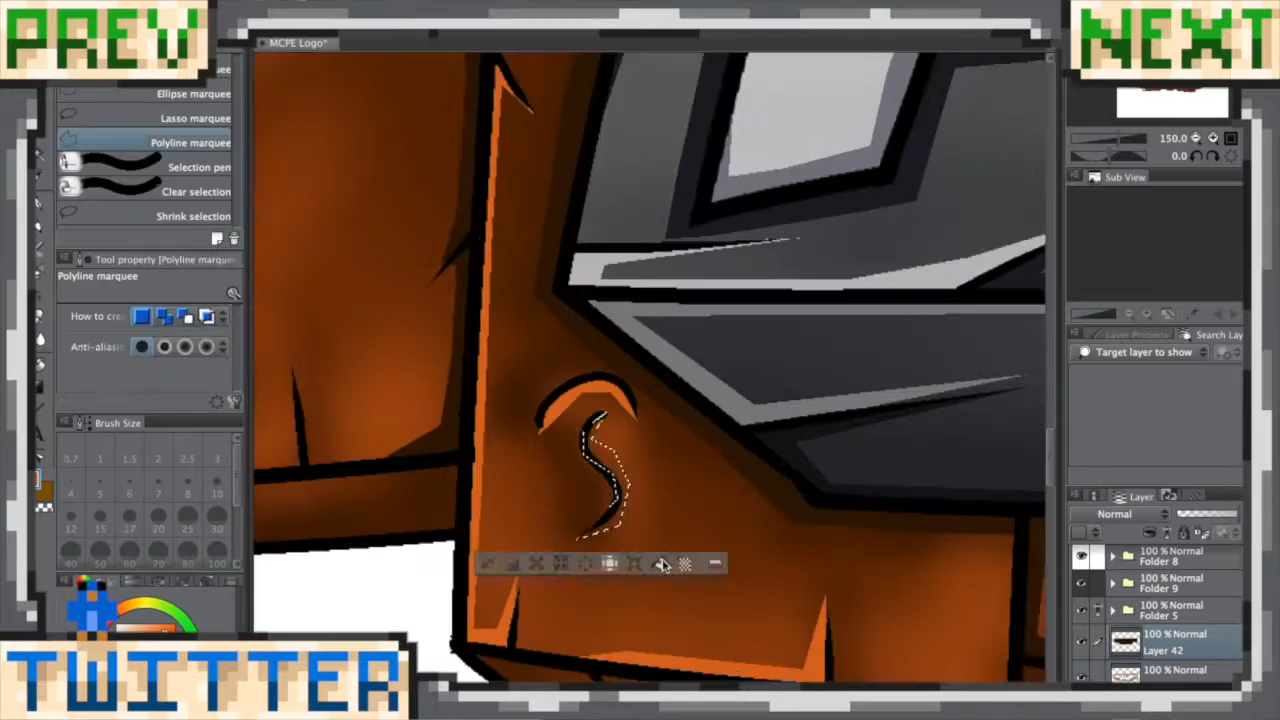 PREV
NEXT
MCPE Logo*
uee
Ellipse marquee
Lasso marquee
Polyline marquee
Selection pen
Clear selection
Shrink selection
Tool property [Polyline marquee
Polyline marquee
How to cre
Anti-aliasin
Brush Size
0.7 1 1.5 2 2.5 3
4 5 6 7 8 10
12 15 17 20 25 30
40 50 60 70 80 100
150.0
0.0
Sub View
Layer Property
Search Lay
Target layer to show
Layer
Normal
100 % Normal
Folder 8
100 % Normal
Folder 9
100 % Normal
Folder 5
100 % Normal
Layer 42
100 % Normal
TWITTER